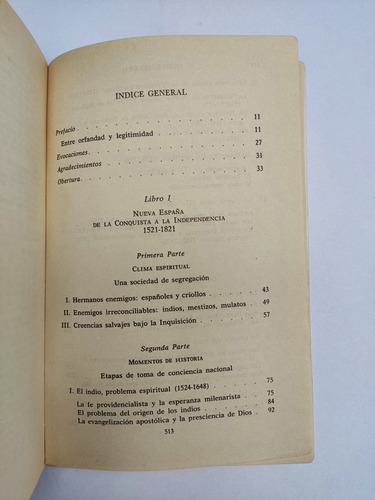 INDICE GENERAL
Prefacio . . . . . . . . . . . . . . . 11
Entre orfandad y legitimidad . . . . . . . . . 11
Evocaciones . . . . . . . . . . . . . . 27
Agradecimientos . . . . . . . . . . . . . 31
Obertura . . . . . . . . . . . . . . . 33
Libro I
NUEVA ESPAÑA
DE LA CONQUISTA A LA INDEPENDENCIA
1521-1821
Primera Parte
CLIMA ESPIRITUAL
Una sociedad de segregación
I. Hermanos enemigos: españoles y criollos . . . . . 43
II. Enemigos irreconciliables: indios, mestizos, mulatos . 49
III. Creencias salvajes bajo la Inquisición . . . . . . 57
Segunda Parte
MOMENTOS DE HISTORIA
Etapas de toma de conciencia nacional
I. El indio, problema espiritual (1524-1648) . . . . . 75
La fe providencialista y la esperanza milenarista . . 75
El problema del origen de los indios . . . . . . 84
La evangelización apostólica y la presciencia de Dios . 92
513